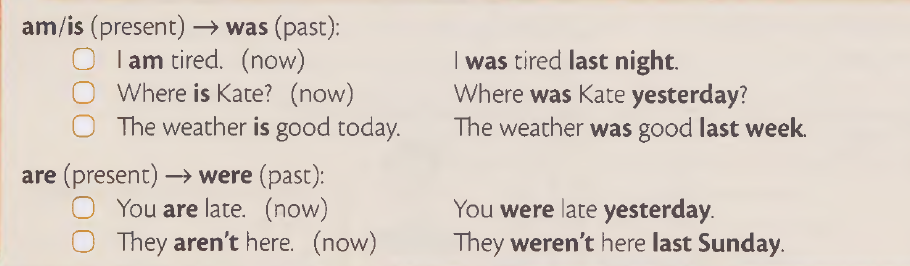 am/is (present) → was (past):
I am tired. (now) I was tired last night.
Where is Kate? (now) Where was Kate yesterday?
The weather is good today. The weather was good last week.
are (present) → were (past):
You are late. (now) You were late yesterday.
They aren't here. (now) They weren't here last Sunday.